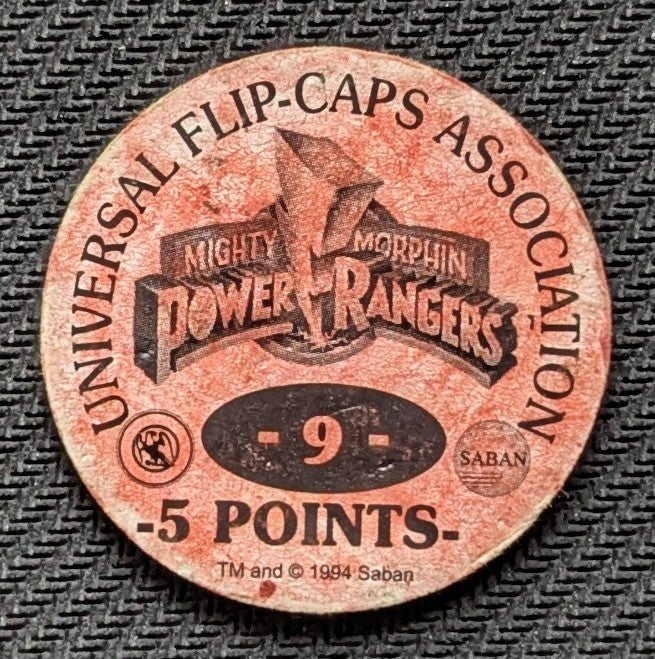 UNIVERSAL FLIP-CAPS ASSOCIATION
MIGHTY MORPHIN
POWER RANGERS
- 9 -
SABAN
-5 POINTS-
TM and © 1994 Saban